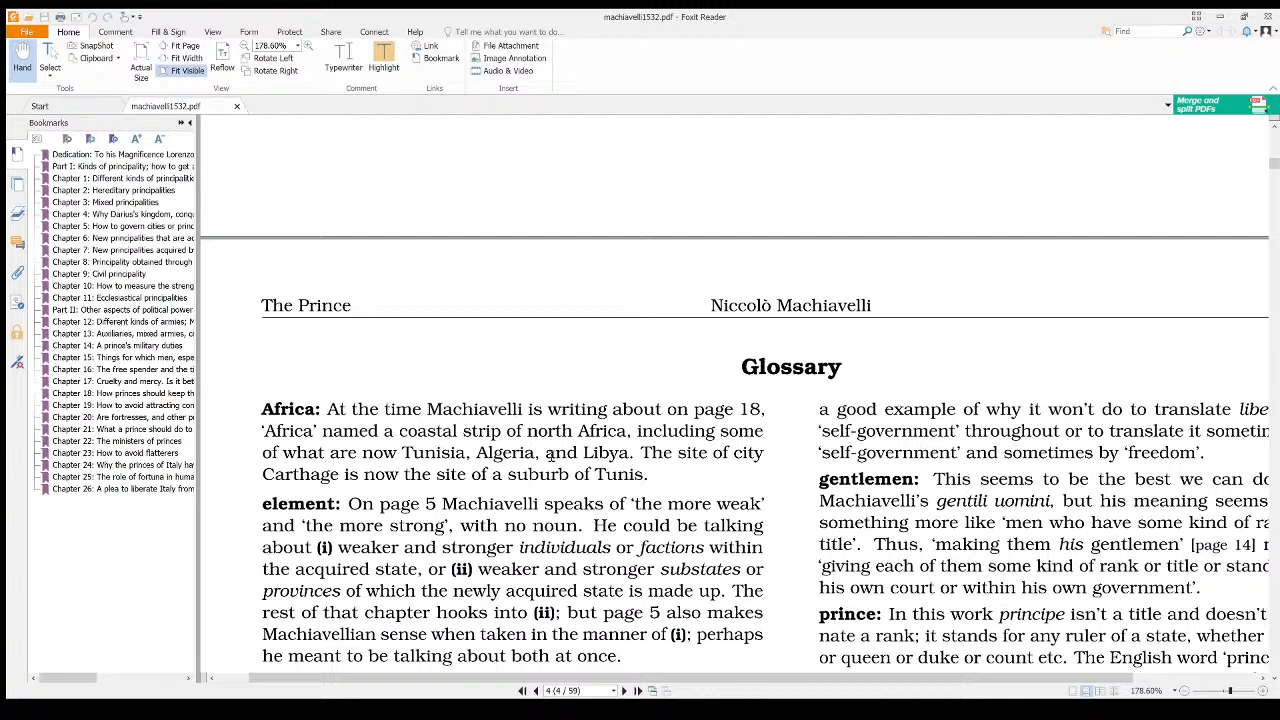 machiavelli1532.pdf - Foxit Reader
File Home Comment Fill & Sign View Form Protect Share Connect Help Tell me what you want to do... Find
Hand
Select
SnapShot
Clipboard
Actual Size
Fit Page
Fit Width
Fit Visible
Reflow
178.60%
Rotate Left
Rotate Right
Typewriter
Highlight
Link
Bookmark
File Attachment
Image Annotation
Audio & Video
Tools View Comment Links Insert
Start machiavelli1532.pdf
Merge and
split PDFs
Bookmarks
Dedication: To his Magnificence Lorenzo
Part I: Kinds of principality; how to get
Chapter 1: Different kinds of principaliti
Chapter 2: Hereditary principalities
Chapter 3: Mixed principalities
Chapter 4: Why Darius's kingdom, conq
Chapter 5: How to govern cities or princ
Chapter 6: New principalities that are ac
Chapter 7: New principalities acquired b
Chapter 8: Principality obtained through
Chapter 9: Civil principality
Chapter 10: How to measure the streng
Chapter 11: Ecclesiastical principalities
Part II: Other aspects of political power
Chapter 12: Different kinds of armies; M
Chapter 13: Auxiliaries, mixed armies, c
Chapter 14: A prince's military duties
Chapter 15: Things for which men, espe
Chapter 16: The free spender and the ti
Chapter 17: Cruelty and mercy. Is it bet
Chapter 18: How princes should keep th
Chapter 19: How to avoid attracting con
Chapter 20: Are fortresses, and other p
Chapter 21: What a prince should do to
Chapter 22: The ministers of princes
Chapter 23: How to avoid flatterers
Chapter 24: Why the princes of Italy hav
Chapter 25: The role of fortune in human
Chapter 26: A plea to liberate Italy from
The Prince Niccolò Machiavelli
Glossary
Africa: At the time Machiavelli is writing about on page 18,
‘Africa’ named a coastal strip of north Africa, including some
of what are now Tunisia, Algeria, and Libya. The site of city
Carthage is now the site of a suburb of Tunis.
element: On page 5 Machiavelli speaks of ‘the more weak’
and ‘the more strong’, with no noun. He could be talking
about (i) weaker and stronger individuals or factions within
the acquired state, or (ii) weaker and stronger substates or
provinces of which the newly acquired state is made up. The
rest of that chapter hooks into (ii); but page 5 also makes
Machiavellian sense when taken in the manner of (i); perhaps
he meant to be talking about both at once.
a good example of why it won’t do to translate libe
‘self-government’ throughout or to translate it sometin
‘self-government’ and sometimes by ‘freedom’.
gentlemen: This seems to be the best we can do
Machiavelli’s gentili uomini, but his meaning seems
something more like ‘men who have some kind of ra
title’. Thus, ‘making them his gentlemen’ [page 14] r
‘giving each of them some kind of rank or title or stand
his own court or within his own government’.
prince: In this work principe isn’t a title and doesn’t
nate a rank; it stands for any ruler of a state, whether
or queen or duke or count etc. The English word ‘princ
4 (4 / 59)
178.60%